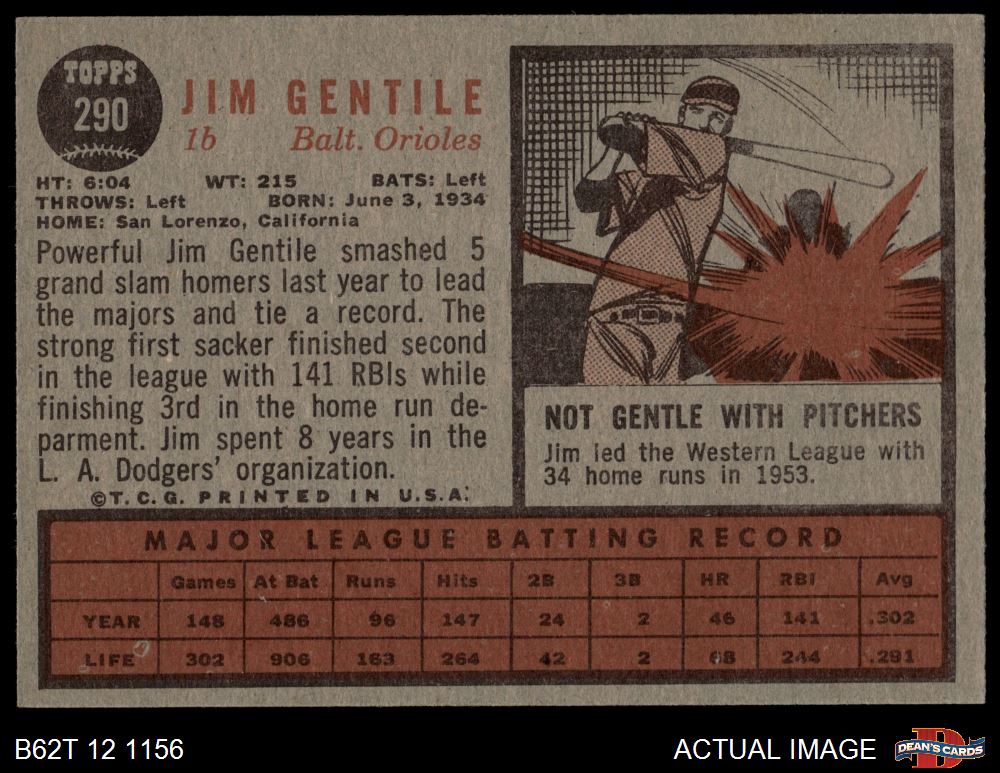 TOPPS
290
JIM GENTILE
1b Balt. Orioles
HT: 6:04 WT: 215 BATS: Left
THROWS: Left BORN: June 3, 1934
HOME: San Lorenzo, California
Powerful Jim Gentile smashed 5
grand slam homers last year to lead
the majors and tie a record. The
strong first sacker finished second
in the league with 141 RBIs while
finishing 3rd in the home run de-
parment. Jim spent 8 years in the
L. A. Dodgers' organization.
©T. C. G. PRINTED IN U.S.A.
NOT GENTLE WITH PITCHERS
Jim led the Western League with
34 home runs in 1953.
MAJOR LEAGUE BATTING RECORD
Games At Bat Runs Hits 2B 3B HR RBI Avg
YEAR 148 486 96 147 24 2 46 141 .302
LIFE 302 906 163 264 42 2 68 244 .291
B62T 12 1156
ACTUAL IMAGE
D
DEAN'S CARDS